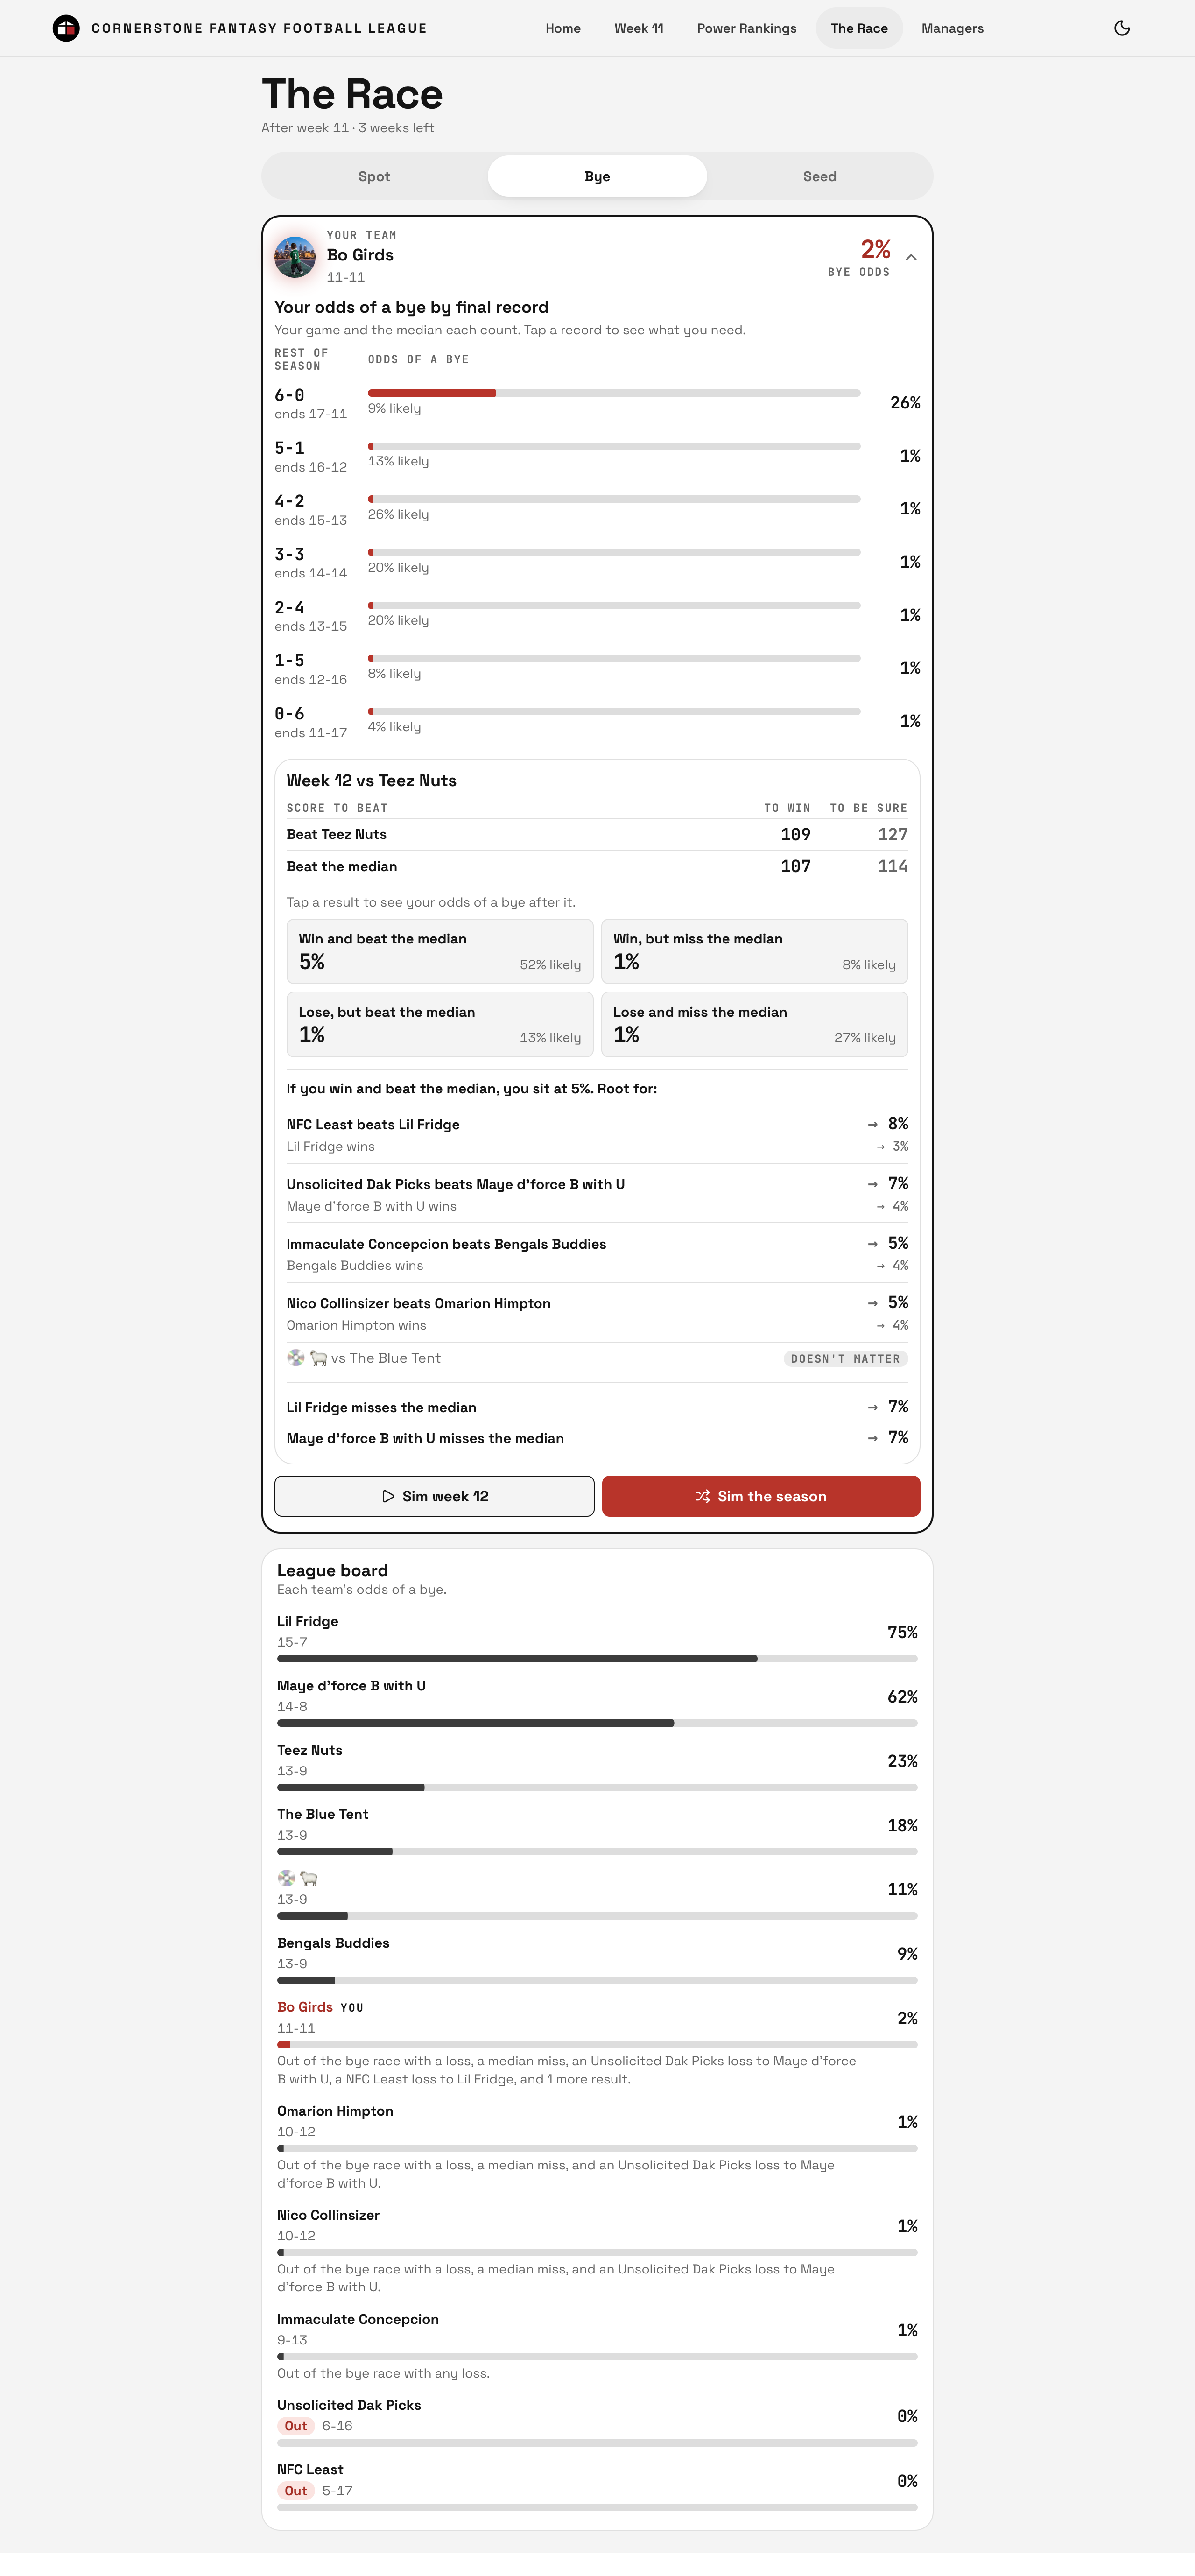 CORNERSTONE FANTASY FOOTBALL LEAGUE
Home
Week 11
Power Rankings
The Race
Managers
The Race
After week 11 · 3 weeks left
Spot
Bye
Seed
YOUR TEAM
Bo Girds
11-11
2%
BYE ODDS
Your odds of a bye by final record
Your game and the median each count. Tap a record to see what you need.
REST OF
SEASON
ODDS OF A BYE
6-0
ends 17-11
9% likely
26%
5-1
ends 16-12
13% likely
1%
4-2
ends 15-13
26% likely
1%
3-3
ends 14-14
20% likely
1%
2-4
ends 13-15
20% likely
1%
1-5
ends 12-16
8% likely
1%
0-6
ends 11-17
4% likely
1%
Week 12 vs Teez Nuts
SCORE TO BEAT
TO WIN
TO BE SURE
Beat Teez Nuts
109
127
Beat the median
107
114
Tap a result to see your odds of a bye after it.
Win and beat the median
5%
52% likely
Win, but miss the median
1%
8% likely
Lose, but beat the median
1%
13% likely
Lose and miss the median
1%
27% likely
If you win and beat the median, you sit at 5%. Root for:
NFC Least beats Lil Fridge
→ 8%
Lil Fridge wins
→ 3%
Unsolicited Dak Picks beats Maye d'force B with U
→ 7%
Maye d'force B with U wins
→ 4%
Immaculate Concepcion beats Bengals Buddies
→ 5%
Bengals Buddies wins
→ 4%
Nico Collinsizer beats Omarion Himpton
→ 5%
Omarion Himpton wins
→ 4%
💿 🐑 vs The Blue Tent
DOESN'T MATTER
Lil Fridge misses the median
→ 7%
Maye d'force B with U misses the median
→ 7%
Sim week 12
Sim the season
League board
Each team's odds of a bye.
Lil Fridge
15-7
75%
Maye d'force B with U
14-8
62%
Teez Nuts
13-9
23%
The Blue Tent
13-9
18%
💿 🐑
13-9
11%
Bengals Buddies
13-9
9%
Bo Girds YOU
11-11
2%
Out of the bye race with a loss, a median miss, an Unsolicited Dak Picks loss to Maye d'force
B with U, a NFC Least loss to Lil Fridge, and 1 more result.
Omarion Himpton
10-12
1%
Out of the bye race with a loss, a median miss, and an Unsolicited Dak Picks loss to Maye
d'force B with U.
Nico Collinsizer
10-12
1%
Out of the bye race with a loss, a median miss, and an Unsolicited Dak Picks loss to Maye
d'force B with U.
Immaculate Concepcion
9-13
1%
Out of the bye race with any loss.
Unsolicited Dak Picks
Out 6-16
0%
NFC Least
Out 5-17
0%